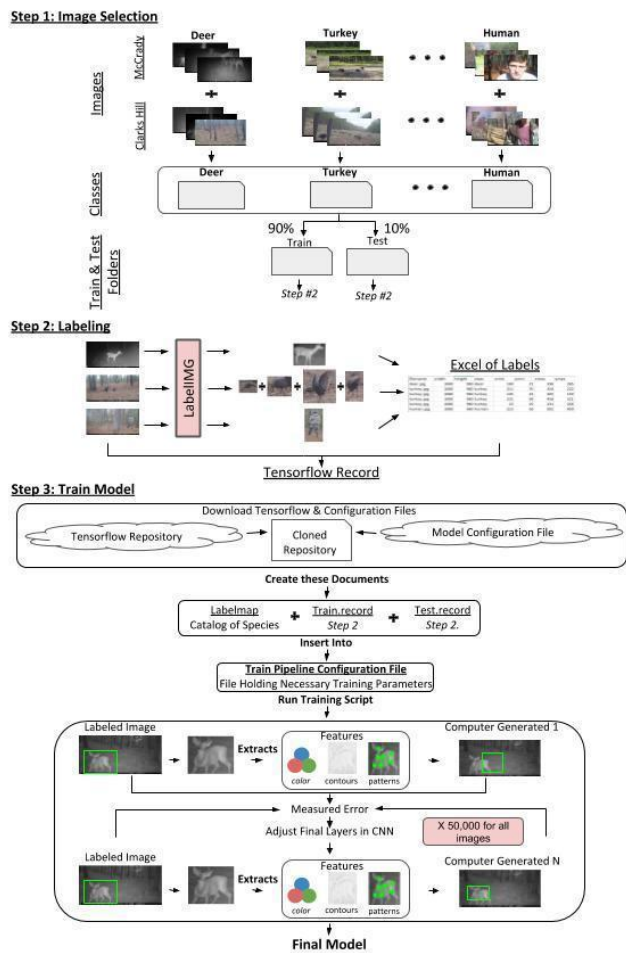 Step 1: Image Selection
Deer
Turkey
Human
Images
McCrady
Clarks Hill
Classes
Deer
Turkey
Human
Train & Test
Folders
90%
10%
Train
Test
Step #2
Step #2
Step 2: Labeling
LabelIMG
Excel of Labels
Tensorflow Record
Step 3: Train Model
Download Tensorflow & Configuration Files
Tensorflow Repository
Cloned
Repository
Model Configuration File
Create these Documents
Labelmap
Catalog of Species
Train.record
Step 2
Test.record
Step 2.
Insert Into
Train Pipeline Configuration File
File Holding Necessary Training Parameters
Run Training Script
Labeled Image
Extracts
Features
color
contours
patterns
Computer Generated 1
Measured Error
Adjust Final Layers in CNN
X 50,000 for all
images
Labeled Image
Extracts
Features
color
contours
patterns
Computer Generated N
Final Model